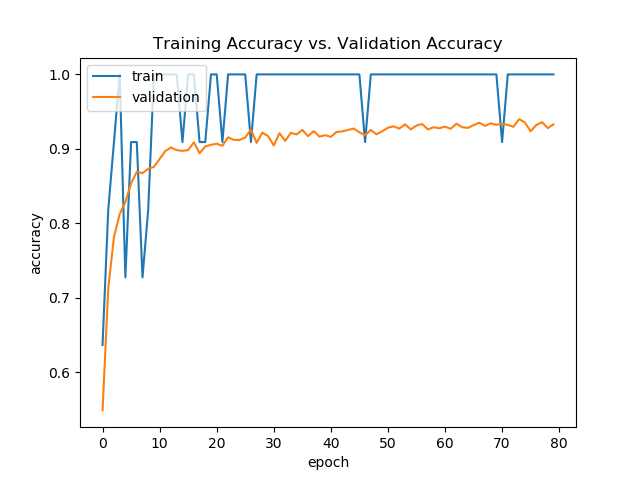 Training Accuracy vs. Validation Accuracy
train
validation
accuracy
1.0
0.9
0.8
0.7
0.6
0 10 20 30 40 50 60 70 80
epoch